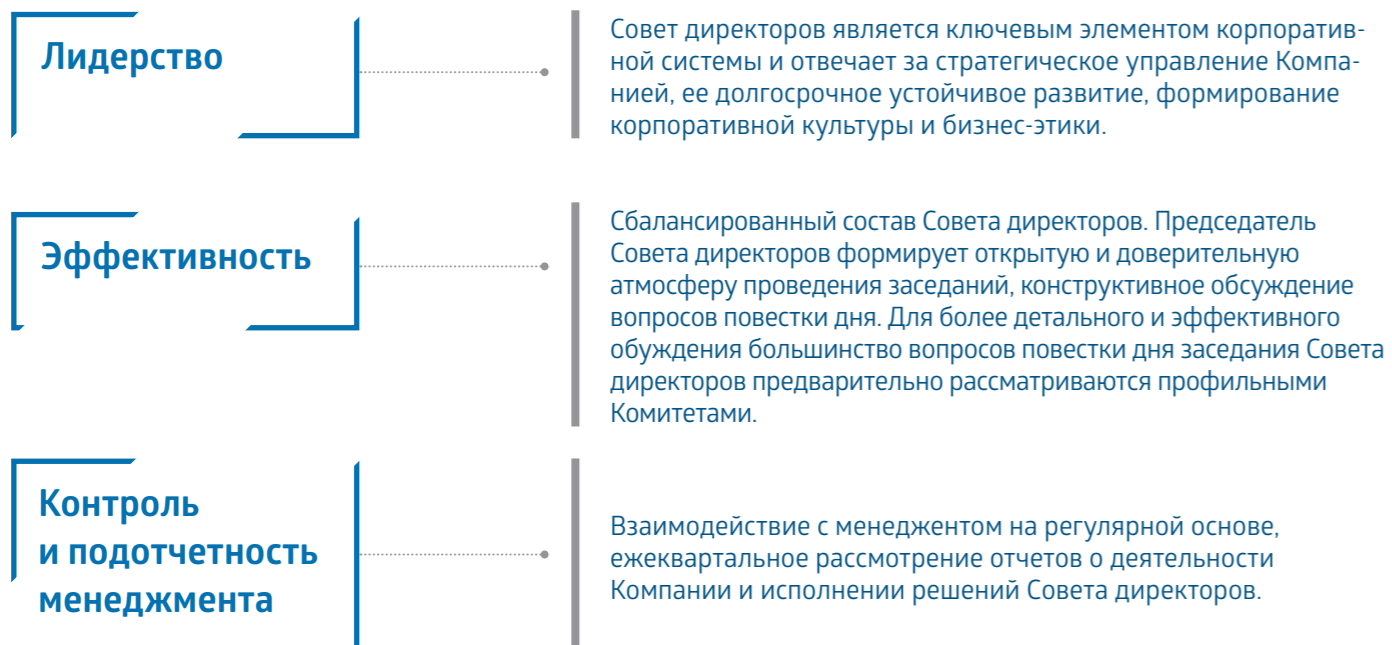 Лидерство
Совет директоров является ключевым элементом корпоратив-
ной системы и отвечает за стратегическое управление Компа-
нией, ее долгосрочное устойчивое развитие, формирование
корпоративной культуры и бизнес-этики.
Эффективность
Сбалансированный состав Совета директоров. Председатель
Совета директоров формирует открытую и доверительную
атмосферу проведения заседаний, конструктивное обсуждение
вопросов повестки дня. Для более детального и эффективного
обуждения большинство вопросов повестки дня заседания Совета
директоров предварительно рассматриваются профильными
Комитетами.
Контроль
и подотчетность
менеджмента
Взаимодействие с менеджентом на регулярной основе,
ежеквартальное рассмотрение отчетов о деятельности
Компании и исполнении решений Совета директоров.